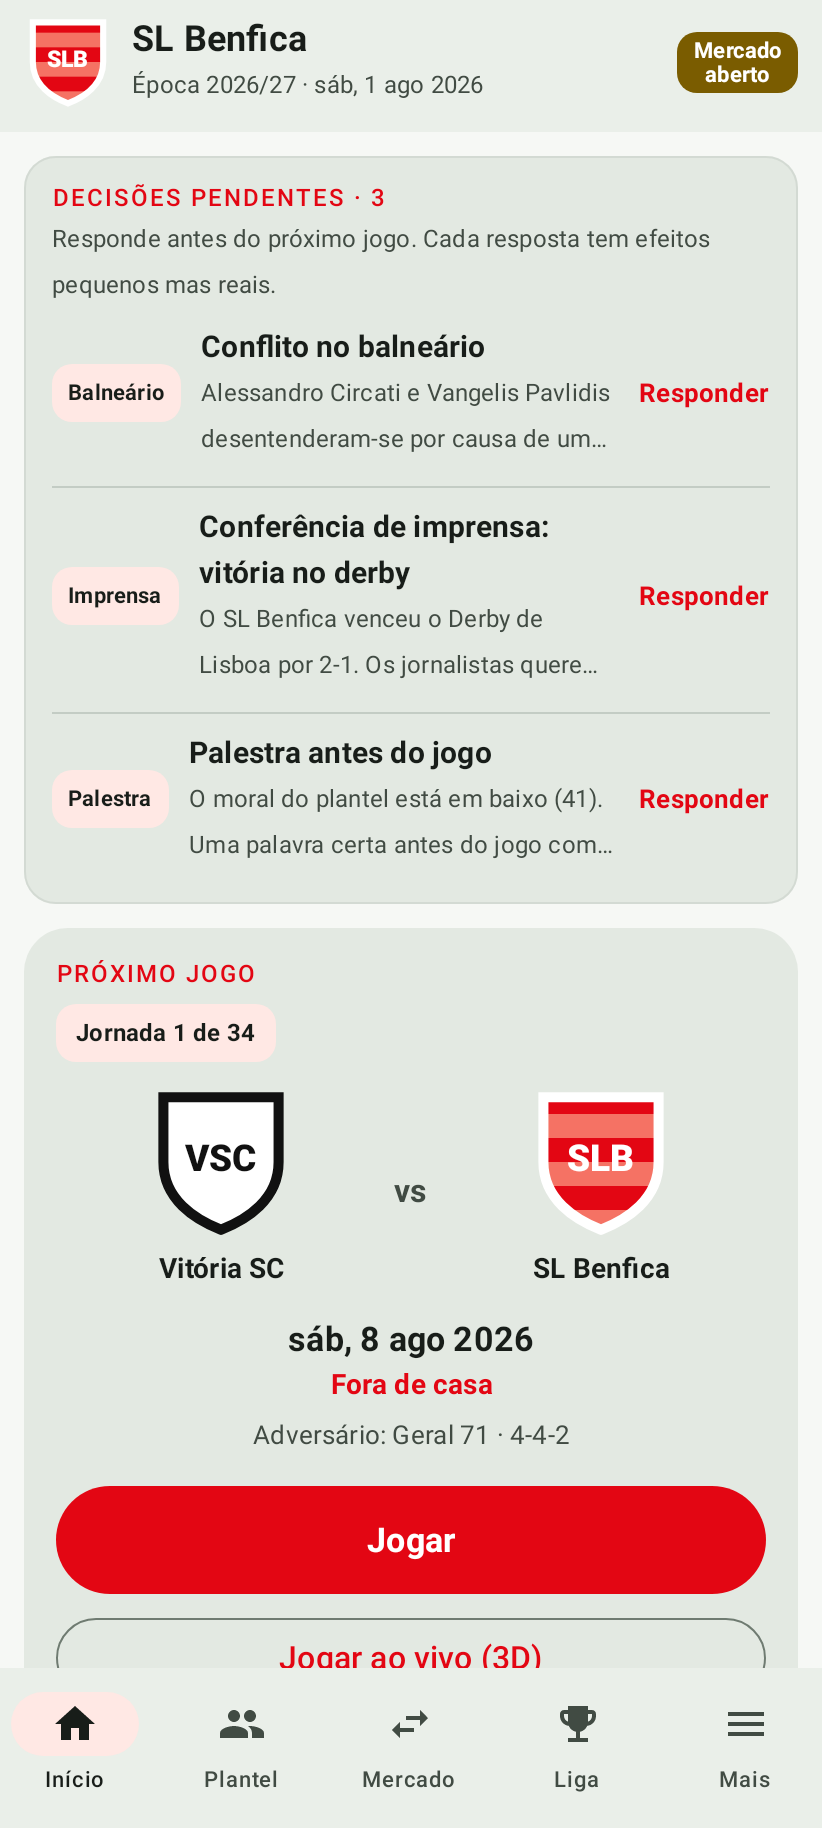 SLB
SL Benfica
Época 2026/27 · sáb, 1 ago 2026
Mercado
aberto
DECISÕES PENDENTES · 3
Responde antes do próximo jogo. Cada resposta tem efeitos
pequenos mas reais.
Balneário
Conflito no balneário
Alessandro Circati e Vangelis Pavlidis
desentenderam-se por causa de um…
Responder
Imprensa
Conferência de imprensa:
vitória no derby
O SL Benfica venceu o Derby de
Lisboa por 2-1. Os jornalistas quere…
Responder
Palestra
Palestra antes do jogo
O moral do plantel está em baixo (41).
Uma palavra certa antes do jogo com…
Responder
PRÓXIMO JOGO
Jornada 1 de 34
VSC
vs
SLB
Vitória SC
SL Benfica
sáb, 8 ago 2026
Fora de casa
Adversário: Geral 71 · 4-4-2
Jogar
Jogar ao vivo (3D)
Início
Plantel
Mercado
Liga
Mais